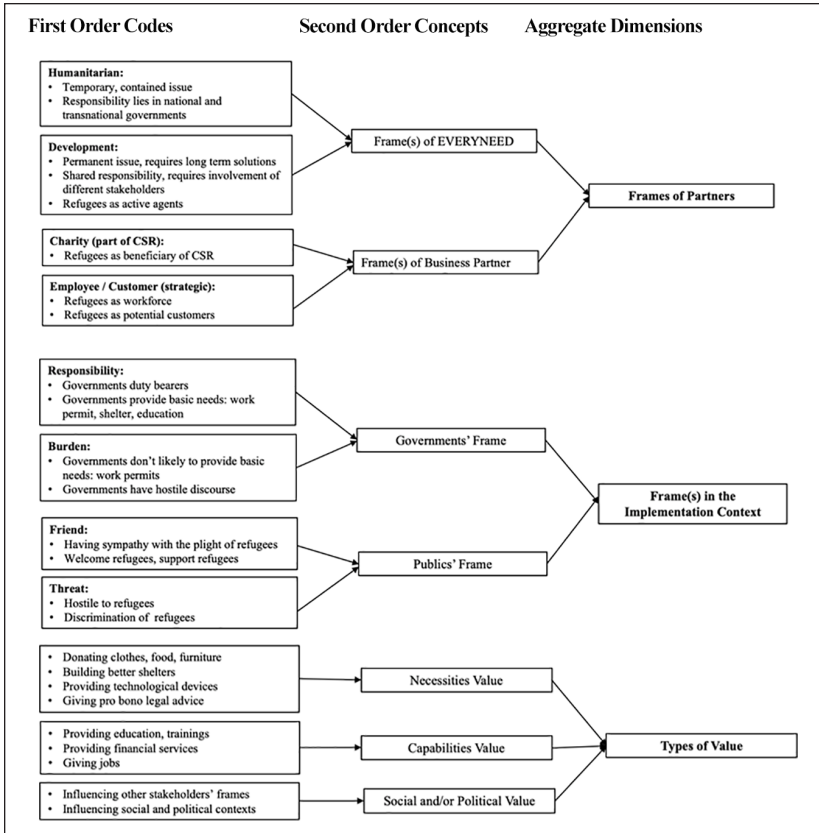 First Order Codes
Second Order Concepts
Aggregate Dimensions
Humanitarian:
• Temporary, contained issue
• Responsibility lies in national and
transnational governments
Development:
• Permanent issue, requires long term solutions
• Shared responsibility, requires involvement of
different stakeholders
• Refugees as active agents
Frame(s) of EVERYNEED
Charity (part of CSR):
• Refugees as beneficiary of CSR
Employee / Customer (strategic):
• Refugees as workforce
• Refugees as potential customers
Frame(s) of Business Partner
Frames of Partners
Responsibility:
• Governments duty bearers
• Governments provide basic needs: work
permit, shelter, education
Burden:
• Governments don't likely to provide basic
needs: work permits
• Governments have hostile discourse
Governments' Frame
Friend:
• Having sympathy with the plight of refugees
• Welcome refugees, support refugees
Threat:
• Hostile to refugees
• Discrimination of refugees
Publics' Frame
Frame(s) in the
Implementation Context
• Donating clothes, food, furniture
• Building better shelters
• Providing technological devices
• Giving pro bono legal advice
Necessities Value
• Providing education, trainings
• Providing financial services
• Giving jobs
Capabilities Value
• Influencing other stakeholders' frames
• Influencing social and political contexts
Social and/or Political Value
Types of Value